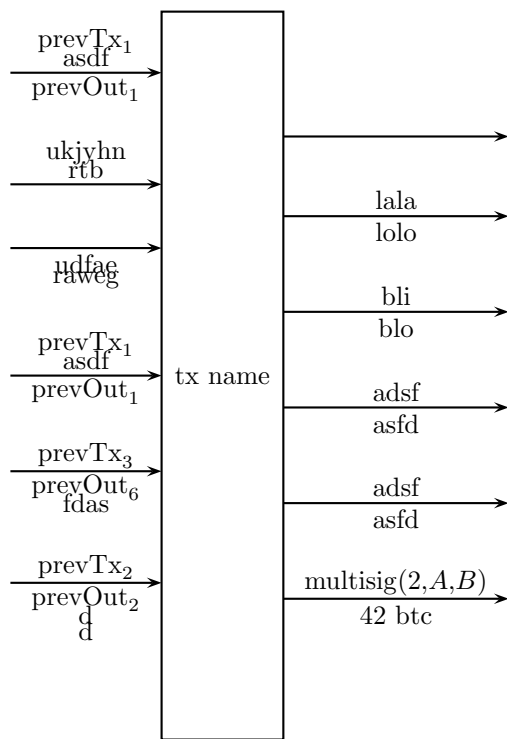 prevTx₁
asdf
prevOut₁
ukjyhn
rtb
udfae
raweg
prevTx₁
asdf
prevOut₁
prevTx₃
prevOut₆
fdas
prevTx₂
prevOut₂
d
d
tx name
lala
lolo
bli
blo
adsf
asfd
adsf
asfd
multisig(2,A,B)
42 btc